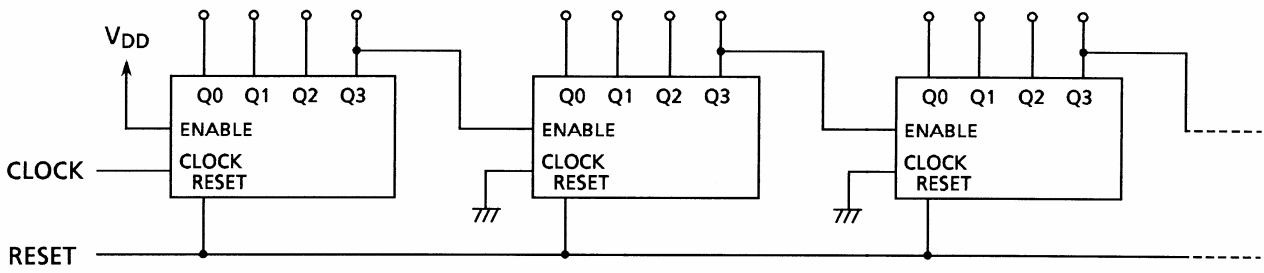 VDD
Q0 Q1 Q2 Q3
ENABLE
CLOCK
RESET
Q0 Q1 Q2 Q3
ENABLE
CLOCK
RESET
Q0 Q1 Q2 Q3
ENABLE
CLOCK
RESET
CLOCK
RESET